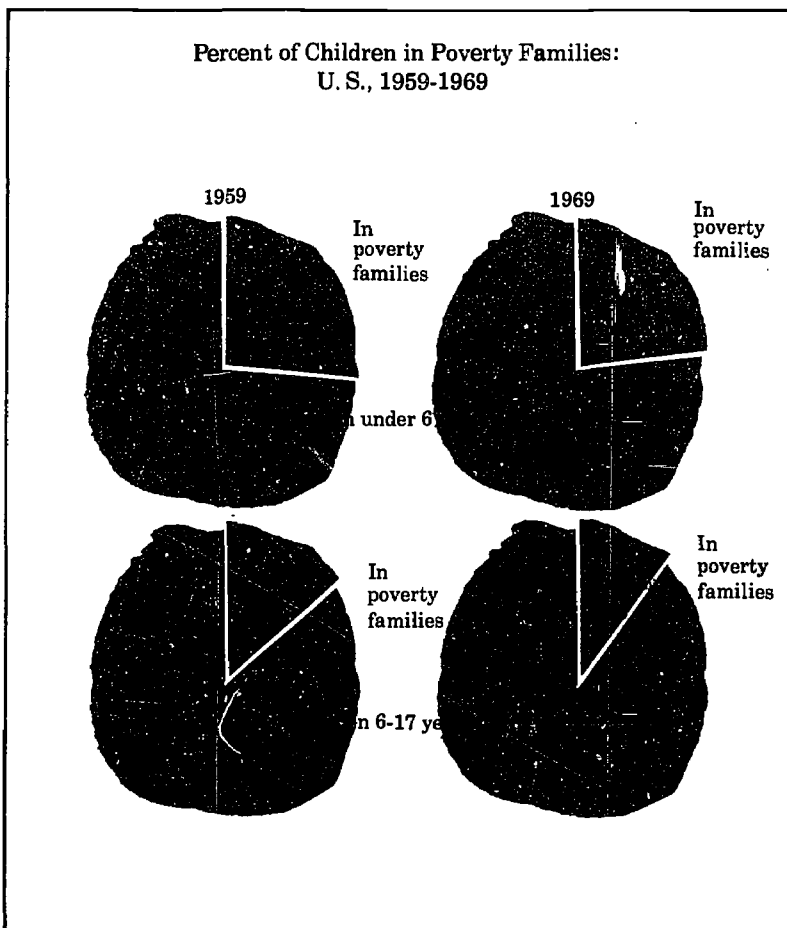 Percent of Children in Poverty Families:
U. S., 1959-1969
1959
1969
In
poverty
families
In
poverty
families
under 6
In
poverty
families
In
poverty
families
6-17